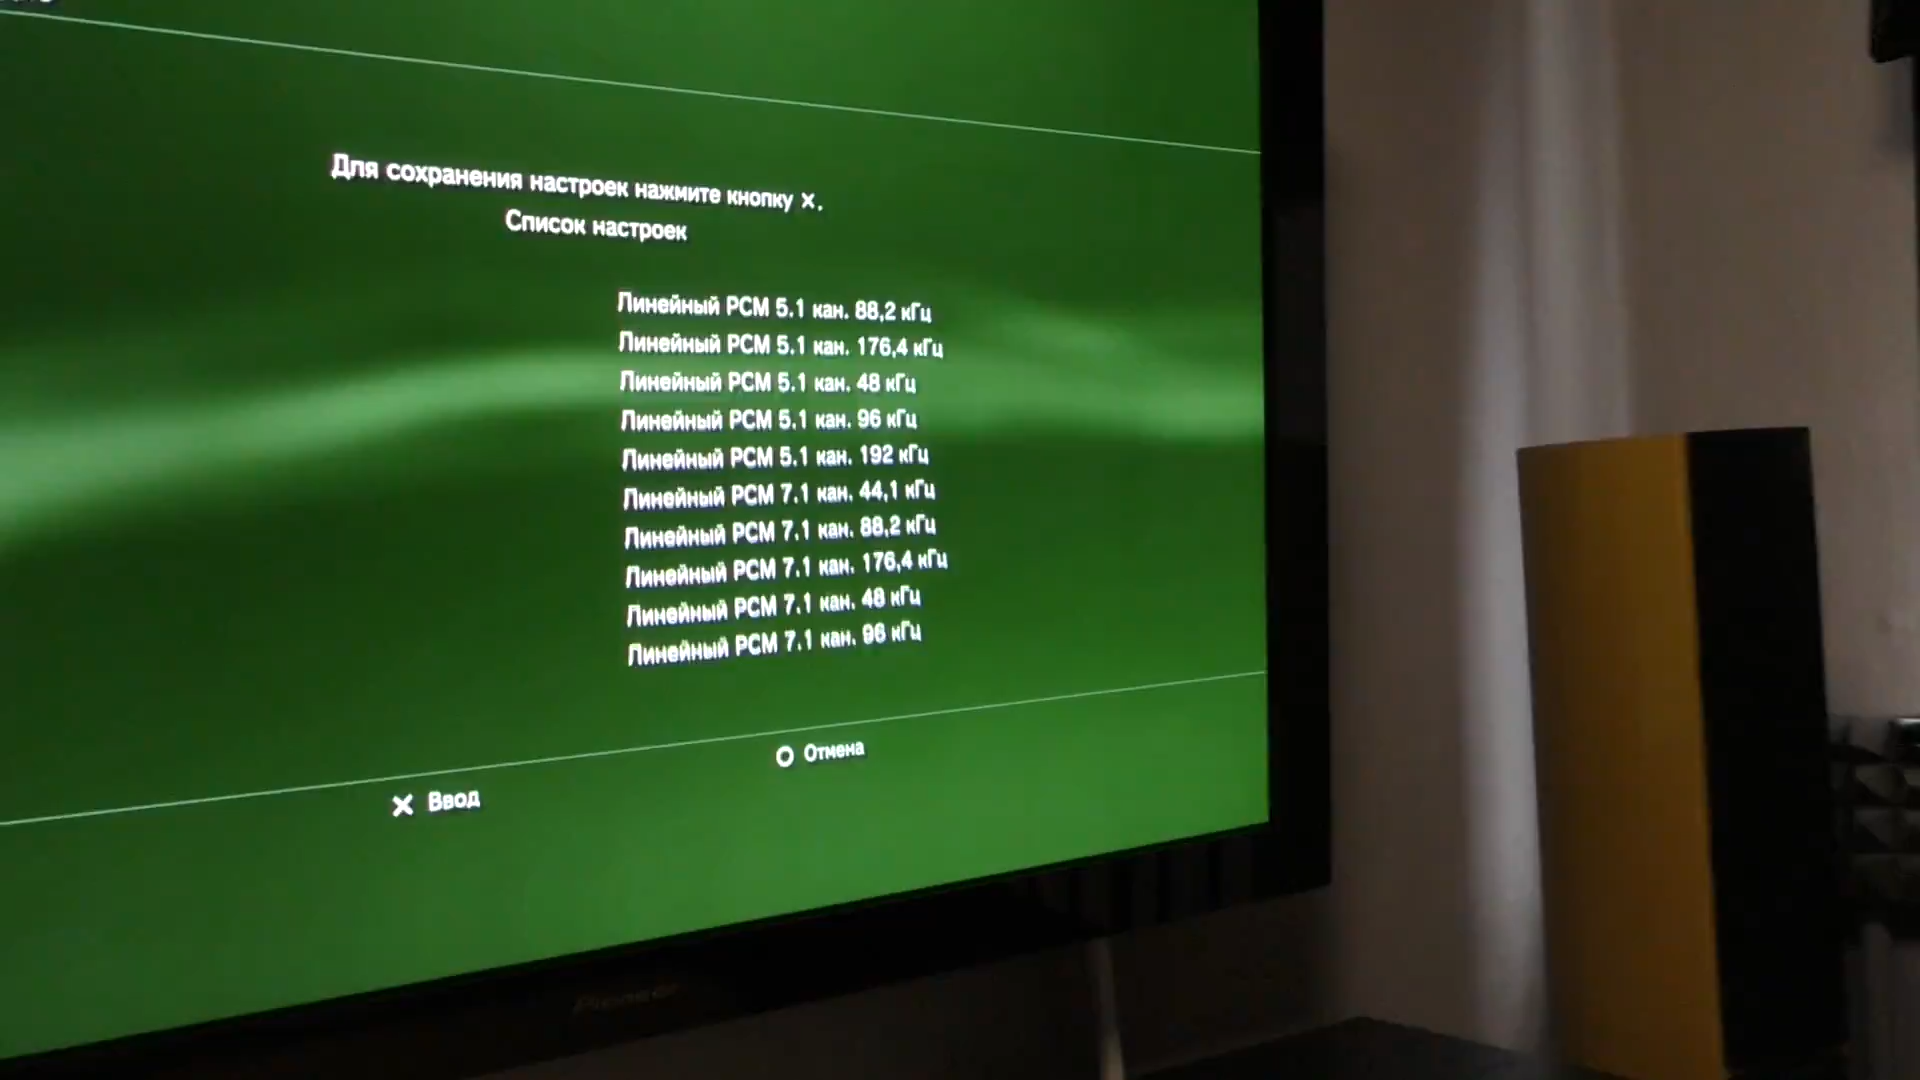 Для сохранения настроек нажмите кнопку ✕.
Список настроек
Линейный PCM 5.1 кан. 88,2 кГц
Линейный PCM 5.1 кан. 176,4 кГц
Линейный PCM 5.1 кан. 48 кГц
Линейный PCM 5.1 кан. 96 кГц
Линейный PCM 5.1 кан. 192 кГц
Линейный PCM 7.1 кан. 44,1 кГц
Линейный PCM 7.1 кан. 88,2 кГц
Линейный PCM 7.1 кан. 176,4 кГц
Линейный PCM 7.1 кан. 48 кГц
Линейный PCM 7.1 кан. 96 кГц
O Отмена
✕ Ввод
Pioneer